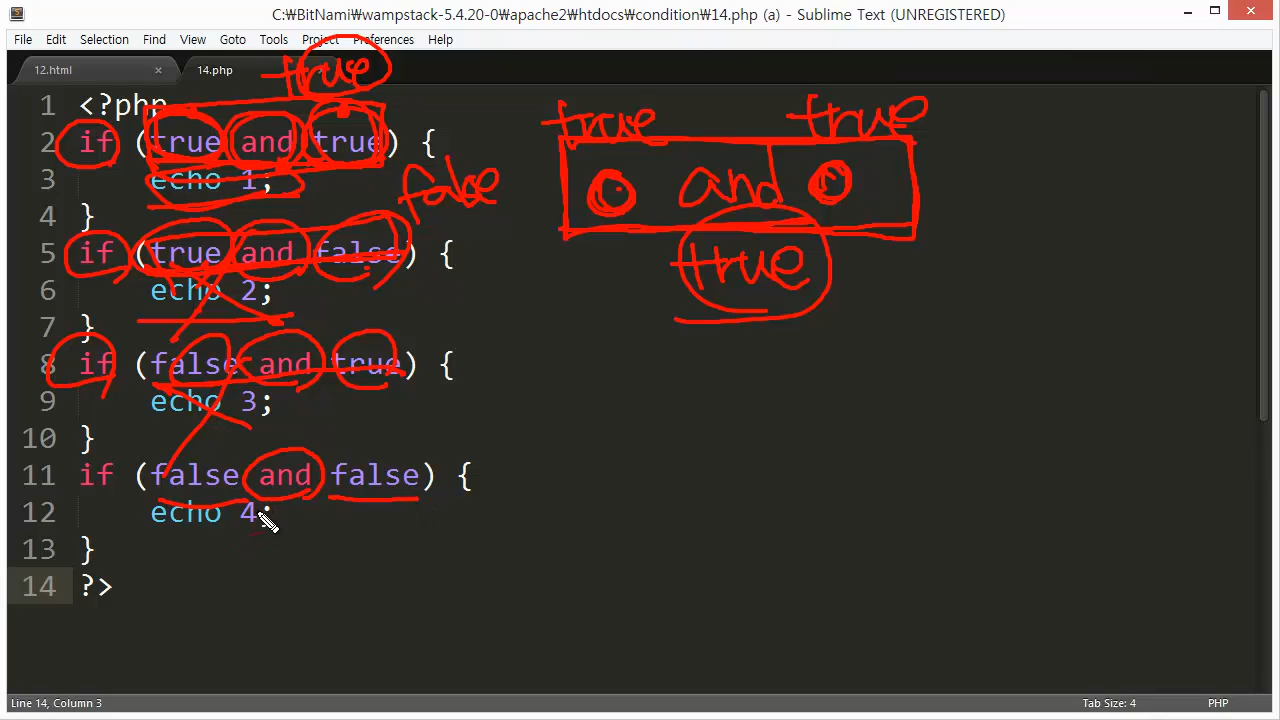 C:₩BitNami₩wampstack-5.4.20-0₩apache2₩htdocs₩condition₩14.php (a) - Sublime Text (UNREGISTERED)
File Edit Selection Find View Goto Tools Project Preferences Help
12.html × 14.php
true
1 <?php
true true
2 if (true and true) {
and
3 echo 1;
false
4 }
5 if (true and false) {
true
6 echo 2;
7 }
8 if (false and true) {
9 echo 3;
10 }
11 if (false and false) {
12 echo 4;
13 }
14 ?>
Line 14, Column 3 Tab Size: 4 PHP